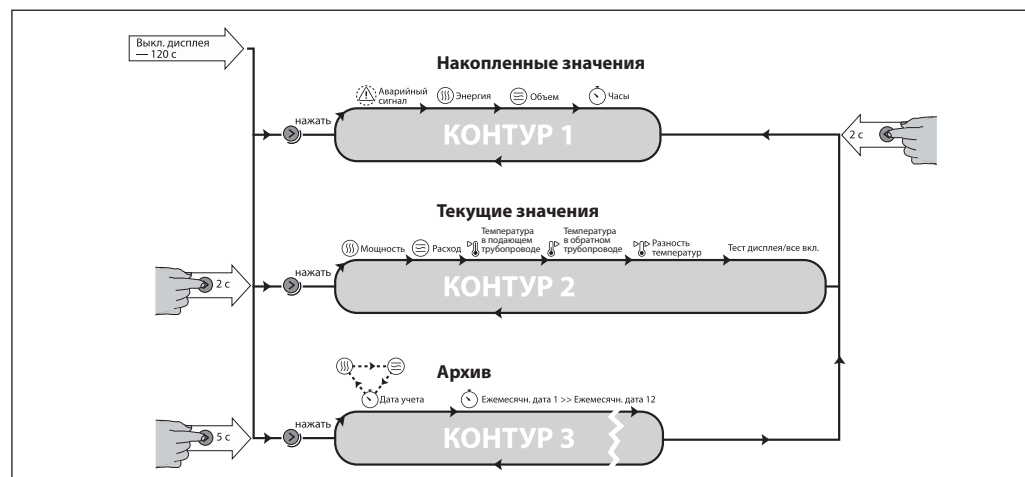 Выкл. дисплея
— 120 с
Накопленные значения
Аварийный
сигнал
Энергия
Объем
Часы
нажать
КОНТУР 1
2 с
Текущие значения
Мощность
Расход
Температура
в подающем
трубопроводе
Температура
в обратном
трубопроводе
Разность
температур
Тест дисплея/все вкл.
нажать
КОНТУР 2
2 с
Архив
Дата учета
Ежемесячн. дата 1 >> Ежемесячн. дата 12
нажать
КОНТУР 3
5 с